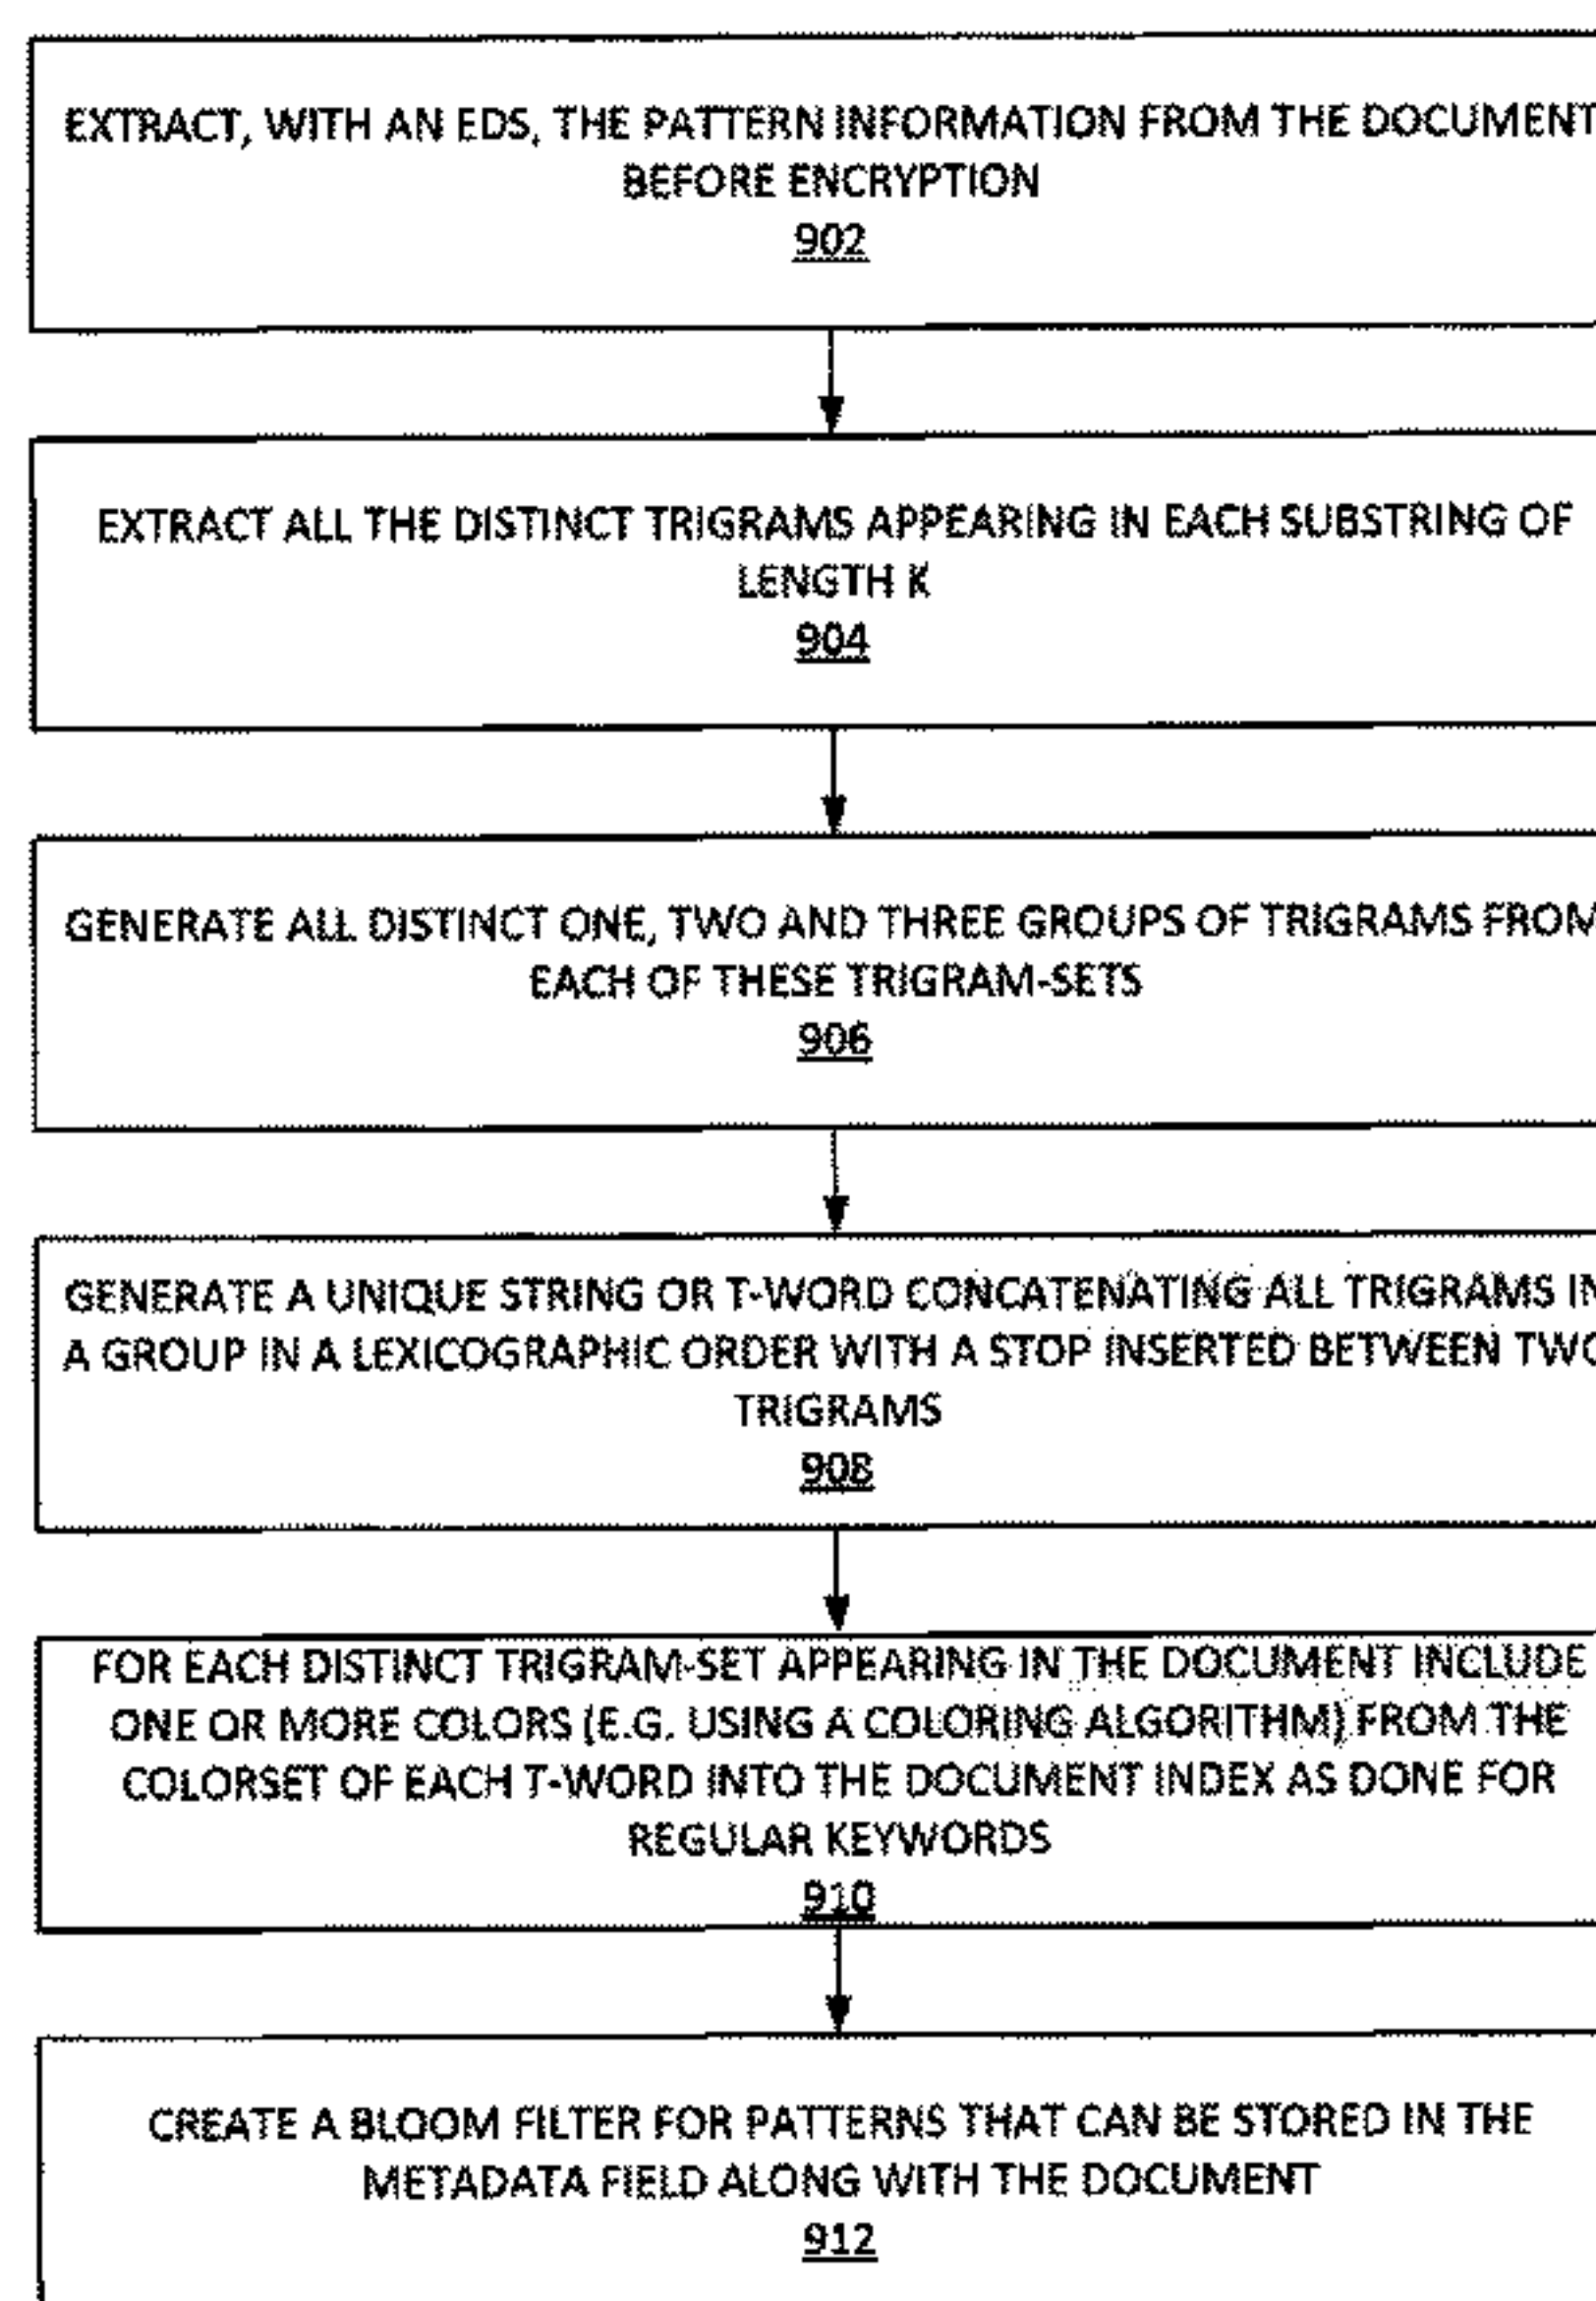 EXTRACT, WITH AN EDS, THE PATTERN INFORMATION FROM THE DOCUMENT
BEFORE ENCRYPTION
902
EXTRACT ALL THE DISTINCT TRIGRAMS APPEARING IN EACH SUBSTRING OF
LENGTH K
904
GENERATE ALL DISTINCT ONE, TWO AND THREE GROUPS OF TRIGRAMS FROM
EACH OF THESE TRIGRAM-SETS
906
GENERATE A UNIQUE STRING OR T-WORD CONCATENATING ALL TRIGRAMS IN
A GROUP IN A LEXICOGRAPHIC ORDER WITH A STOP INSERTED BETWEEN TWO
TRIGRAMS
908
FOR EACH DISTINCT TRIGRAM-SET APPEARING IN THE DOCUMENT INCLUDE
ONE OR MORE COLORS (E.G. USING A COLORING ALGORITHM) FROM THE
COLORSET OF EACH T-WORD INTO THE DOCUMENT INDEX AS DONE FOR
REGULAR KEYWORDS
910
CREATE A BLOOM FILTER FOR PATTERNS THAT CAN BE STORED IN THE
METADATA FIELD ALONG WITH THE DOCUMENT
912